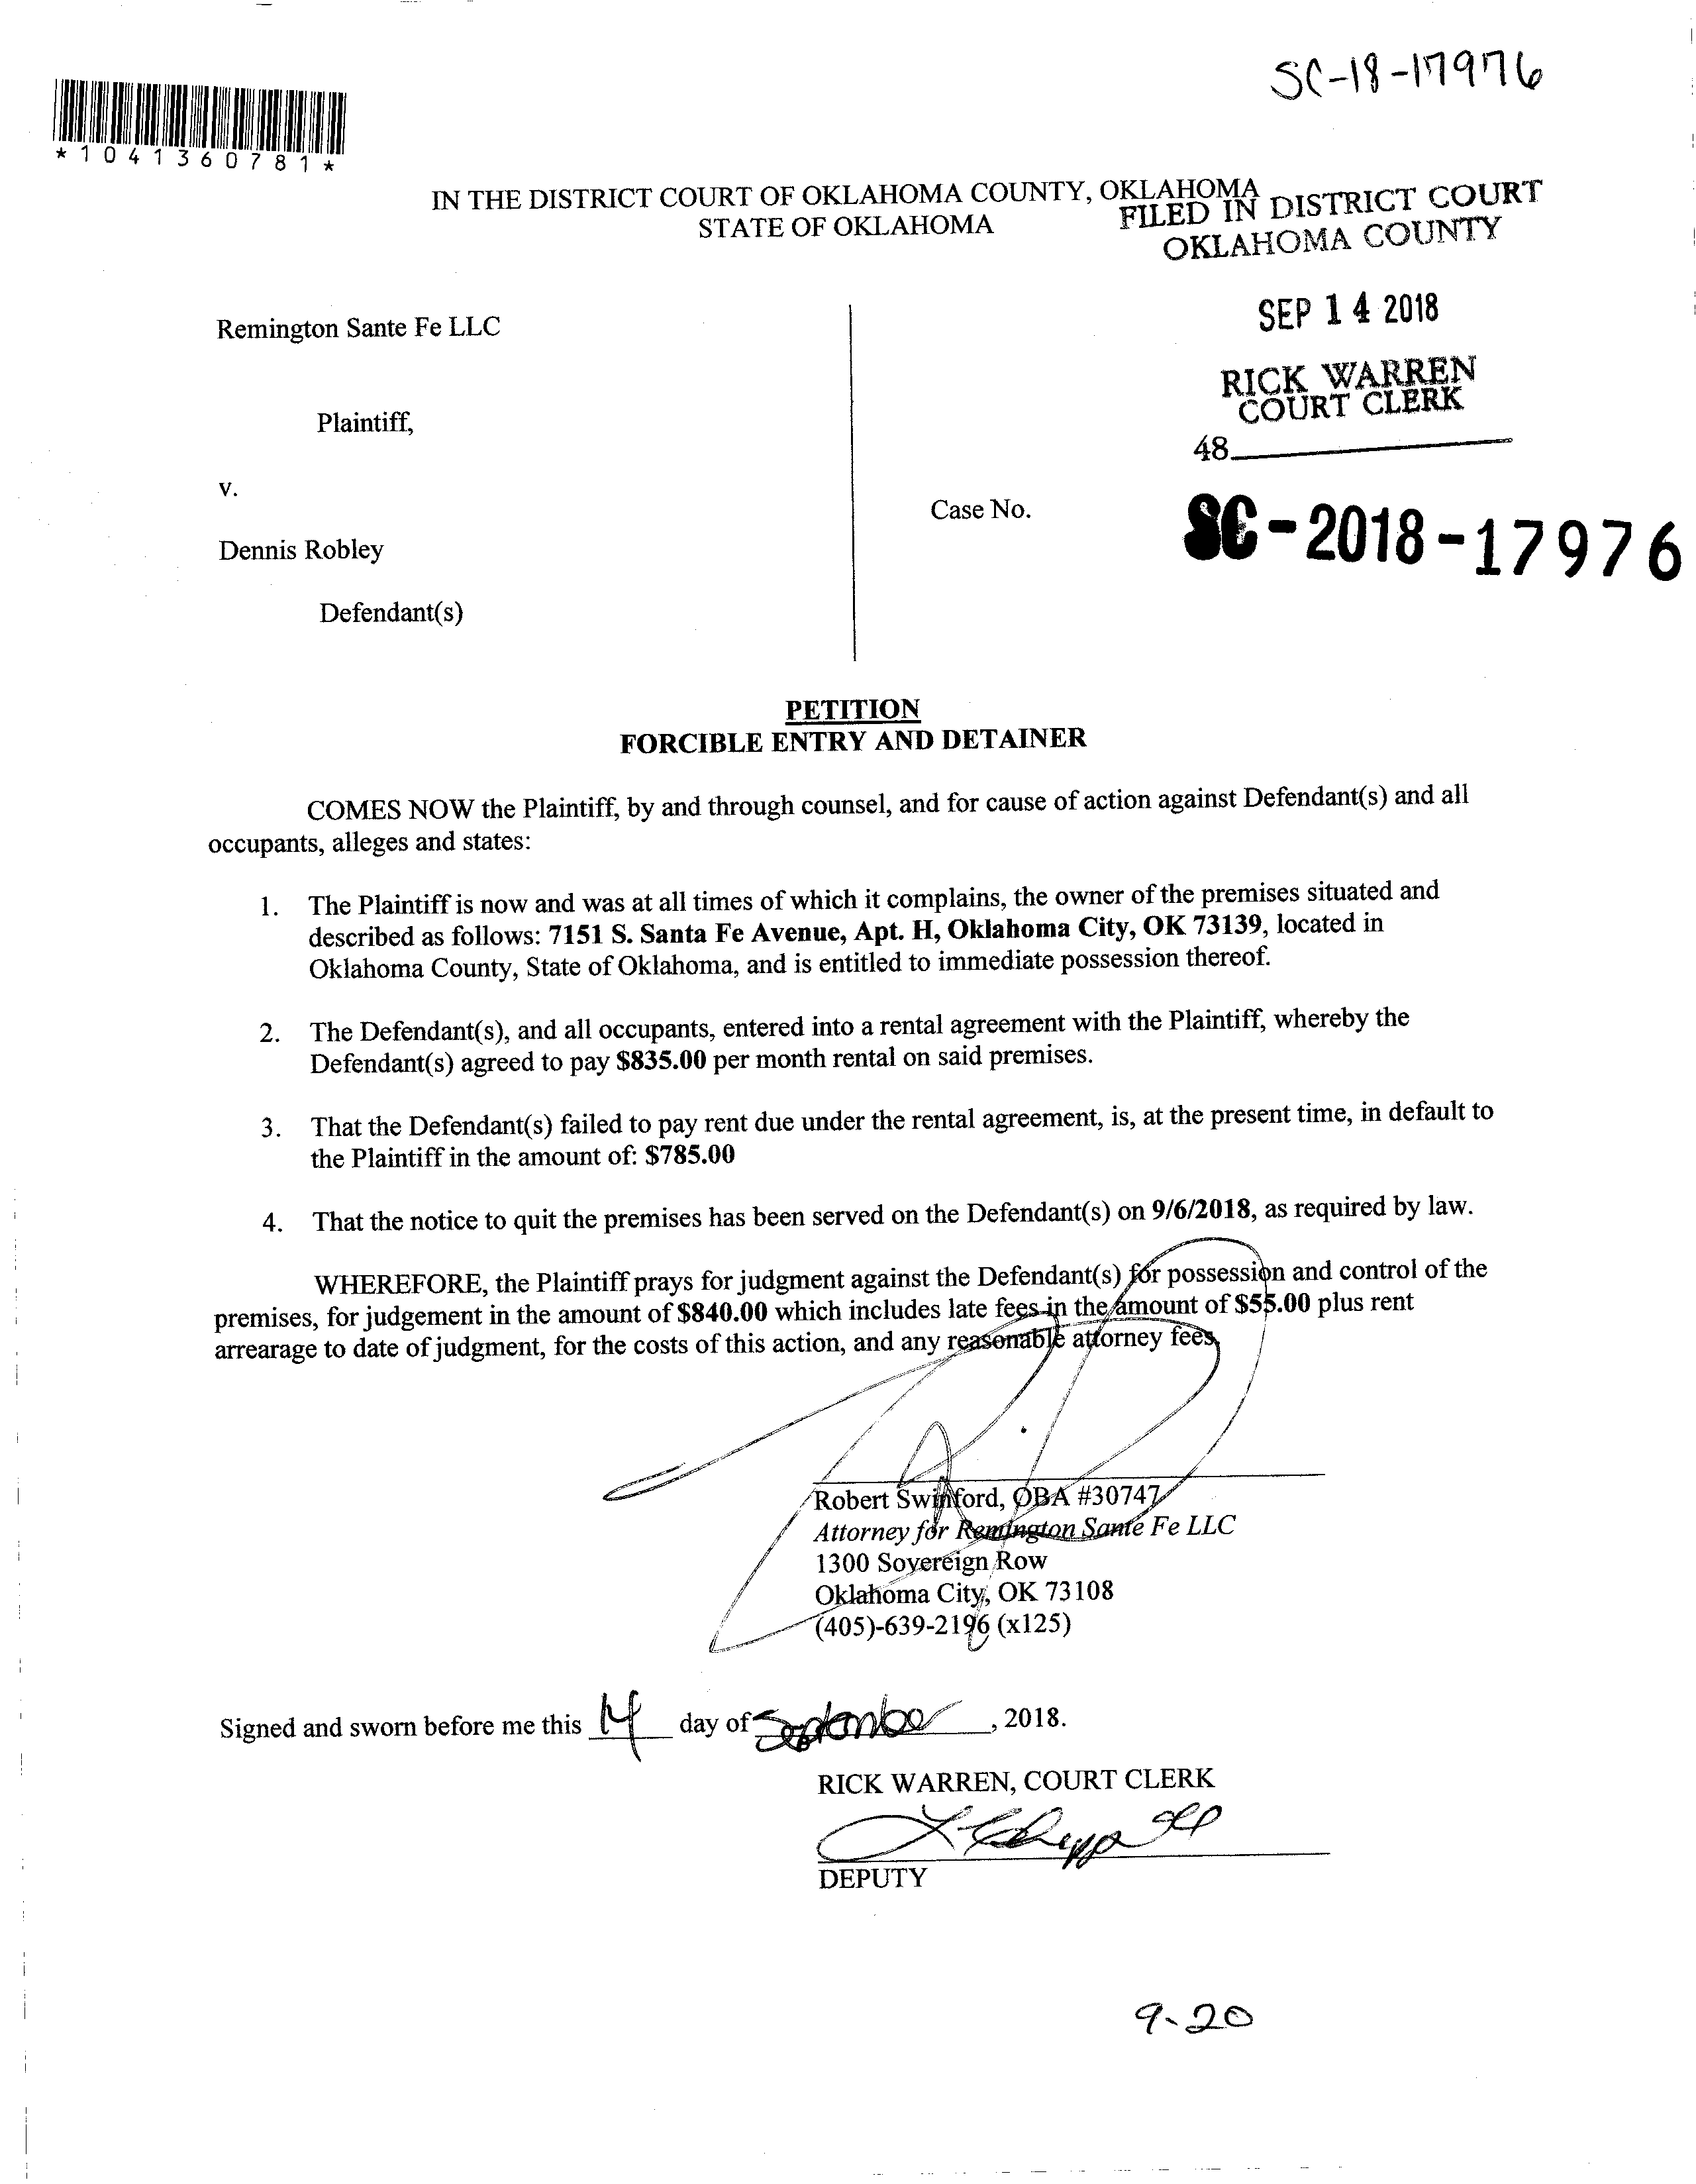 SC-18-17976
*1041360781*
IN THE DISTRICT COURT OF OKLAHOMA COUNTY, OKLAHOMA
STATE OF OKLAHOMA
FILED IN DISTRICT COURT
OKLAHOMA COUNTY
SEP 14 2018
RICK WARREN
COURT CLERK
48
Remington Sante Fe LLC
Plaintiff,
v.
Case No.
SC-2018-17976
Dennis Robley
Defendant(s)
PETITION
FORCIBLE ENTRY AND DETAINER
COMES NOW the Plaintiff, by and through counsel, and for cause of action against Defendant(s) and all
occupants, alleges and states:
1. The Plaintiff is now and was at all times of which it complains, the owner of the premises situated and
described as follows: 7151 S. Santa Fe Avenue, Apt. H, Oklahoma City, OK 73139, located in
Oklahoma County, State of Oklahoma, and is entitled to immediate possession thereof.
2. The Defendant(s), and all occupants, entered into a rental agreement with the Plaintiff, whereby the
Defendant(s) agreed to pay $835.00 per month rental on said premises.
3. That the Defendant(s) failed to pay rent due under the rental agreement, is, at the present time, in default to
the Plaintiff in the amount of: $785.00
4. That the notice to quit the premises has been served on the Defendant(s) on 9/6/2018, as required by law.
WHEREFORE, the Plaintiff prays for judgment against the Defendant(s) for possession and control of the
premises, for judgement in the amount of $840.00 which includes late fees in the amount of $55.00 plus rent
arrearage to date of judgment, for the costs of this action, and any reasonable attorney fees.
Robert Swinford, OBA #30747
Attorney for Remington Sante Fe LLC
1300 Sovereign Row
Oklahoma City, OK 73108
(405)-639-2196 (x125)
Signed and sworn before me this 14 day of September, 2018.
RICK WARREN, COURT CLERK
DEPUTY
9-20